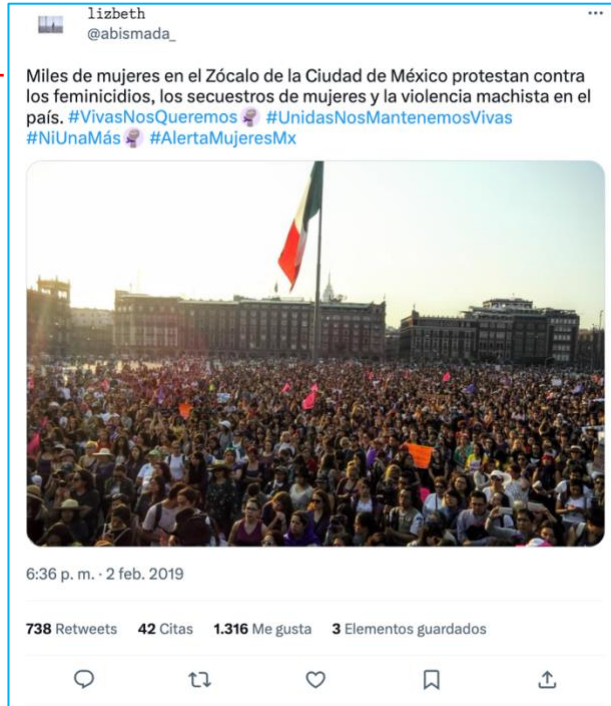 lizbeth
@abismada_
Miles de mujeres en el Zócalo de la Ciudad de México protestan contra
los feminicidios, los secuestros de mujeres y la violencia machista en el
país. #VivasNosQueremos #UnidasNosMantenemosVivas
#NiUnaMás #AlertaMujeresMx
6:36 p. m. · 2 feb. 2019
738 Retweets 42 Citas 1.316 Me gusta 3 Elementos guardados